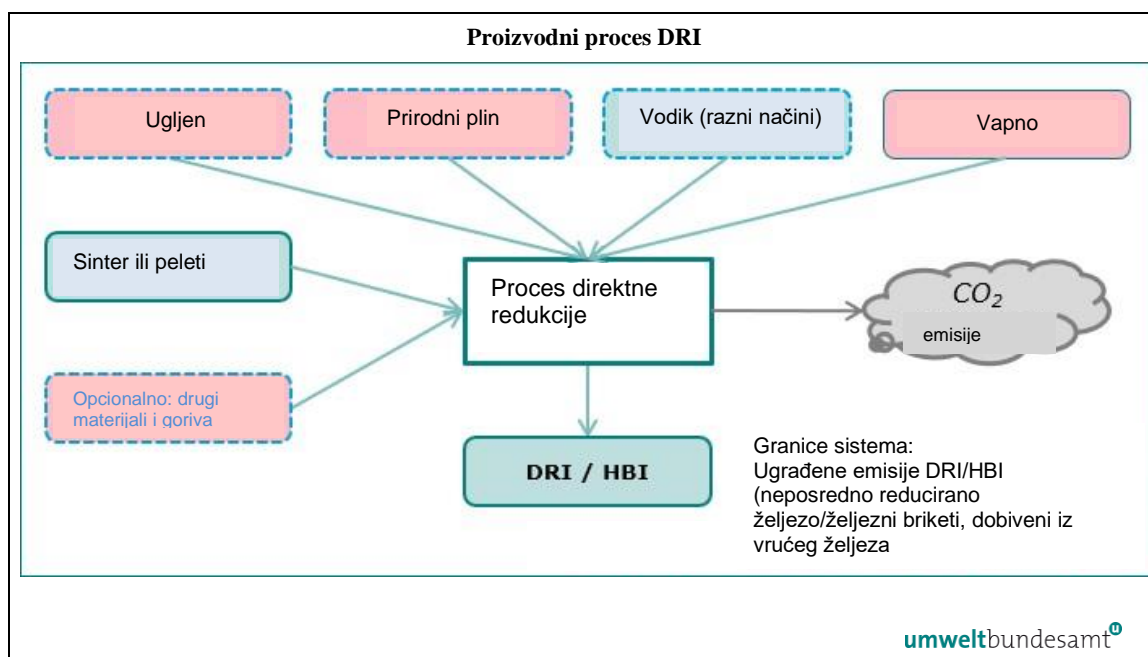 Proizvodni proces DRI
Ugljen
Prirodni plin
Vodik (razni načini)
Vapno
Sinter ili peleti
Proces direktne
redukcije
CO₂
emisije
Opcionalno: drugi
materijali i goriva
DRI / HBI
Granice sistema:
Ugrađene emisije DRI/HBI
(neposredno reducirano
željezo/željezni briketi, dobiveni iz
vrućeg željeza
umweltbundesamt